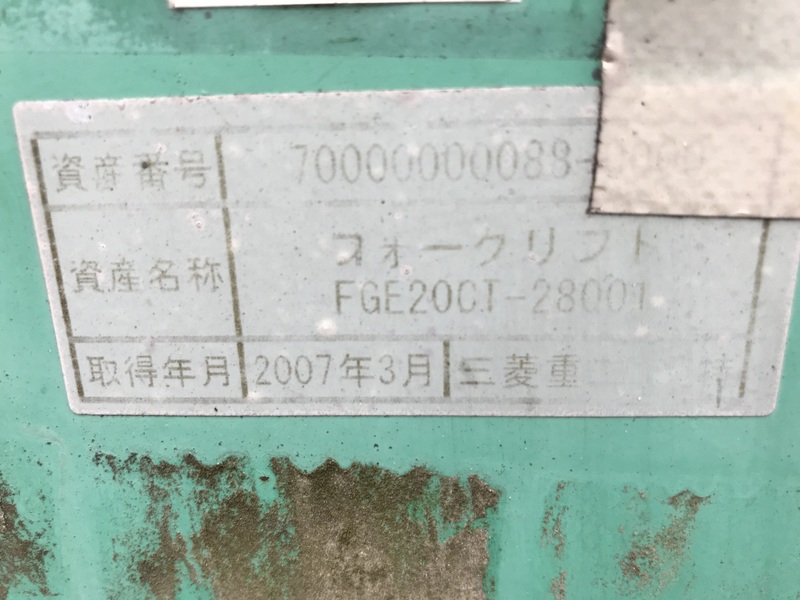 資産番号 70000000088-
資産名称 フォークリフト
FGE20CT-28001
取得年月 2007年3月 三菱重